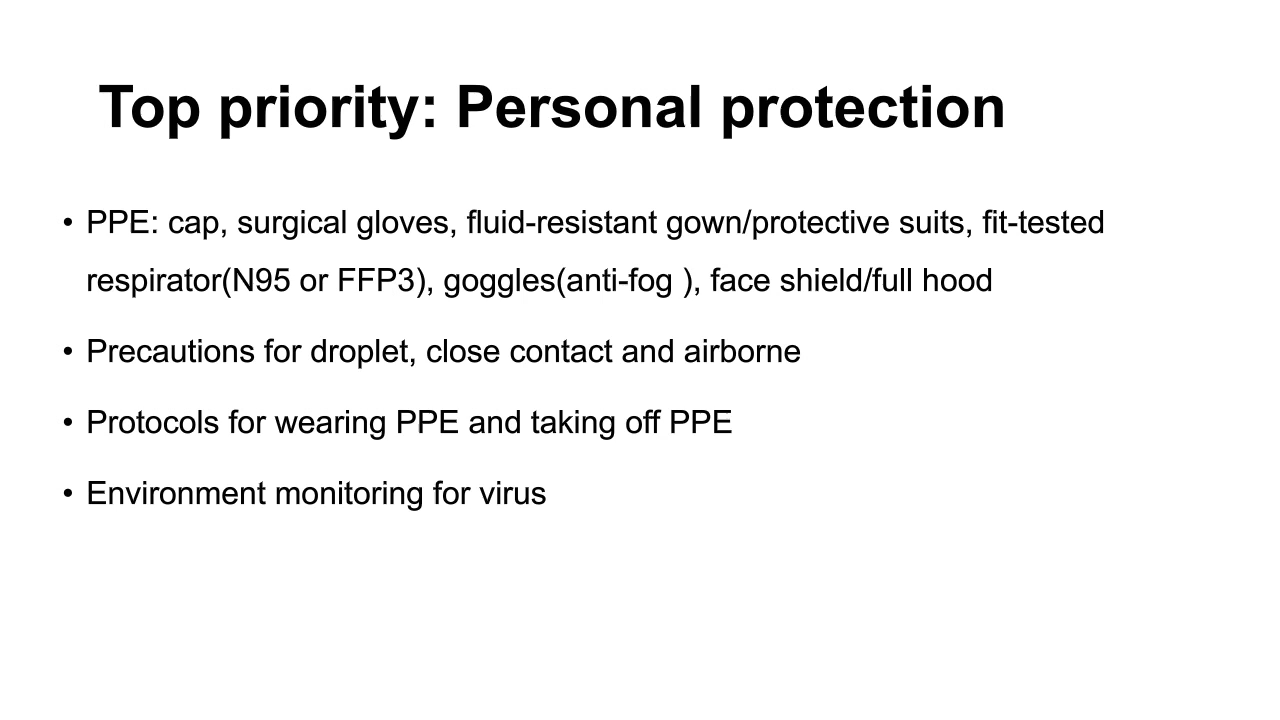 Top priority: Personal protection
• PPE: cap, surgical gloves, fluid-resistant gown/protective suits, fit-tested
respirator(N95 or FFP3), goggles(anti-fog ), face shield/full hood
• Precautions for droplet, close contact and airborne
• Protocols for wearing PPE and taking off PPE
• Environment monitoring for virus